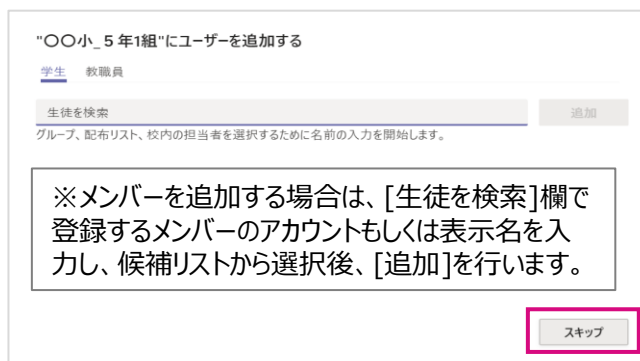 "〇〇小_５年1組"にユーザーを追加する
学生 教職員
生徒を検索 追加
グループ、配布リスト、校内の担当者を選択するために名前の入力を開始します。
※メンバーを追加する場合は、[生徒を検索]欄で
登録するメンバーのアカウントもしくは表示名を入
力し、候補リストから選択後、[追加]を行います。
スキップ